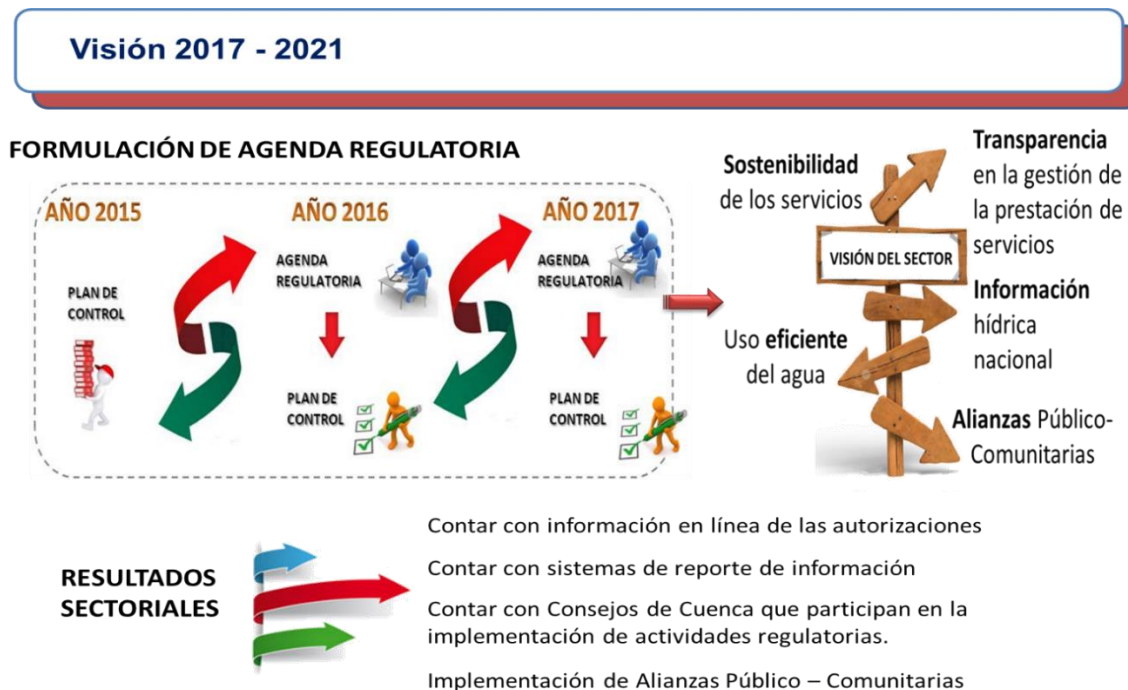 Visión 2017 - 2021
FORMULACIÓN DE AGENDA REGULATORIA
AÑO 2015
PLAN DE
CONTROL
AÑO 2016
AGENDA
REGULATORIA
PLAN DE
CONTROL
AÑO 2017
AGENDA
REGULATORIA
PLAN DE
CONTROL
Sostenibilidad
de los servicios
Transparencia
en la gestión de
la prestación de
servicios
VISIÓN DEL SECTOR
Información
hídrica
nacional
Uso eficiente
del agua
Alianzas Público-
Comunitarias
RESULTADOS
SECTORIALES
Contar con información en línea de las autorizaciones
Contar con sistemas de reporte de información
Contar con Consejos de Cuenca que participan en la
implementación de actividades regulatorias.
Implementación de Alianzas Público – Comunitarias